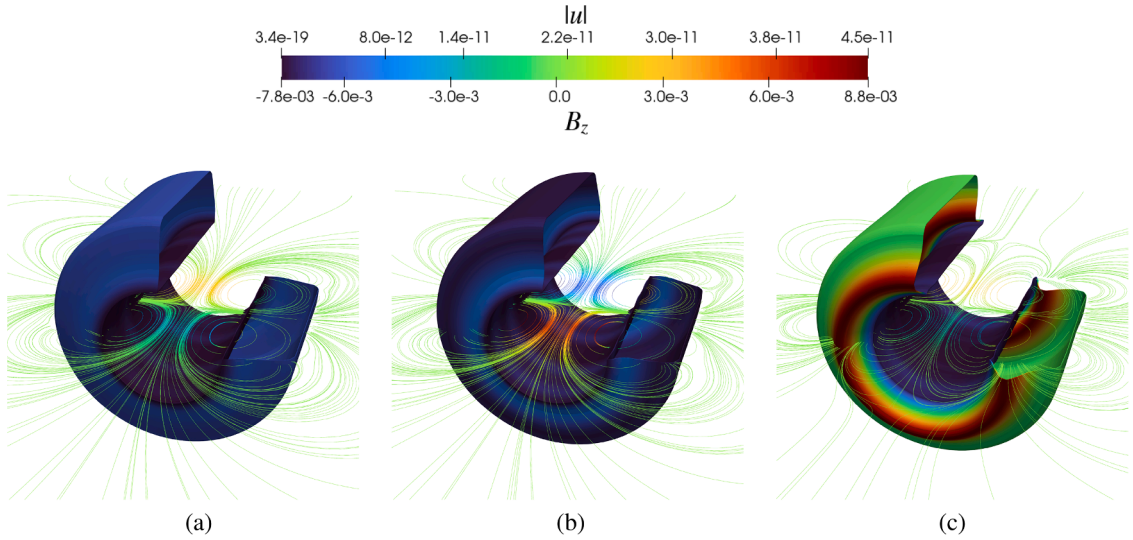 |u|
3.4e-19 8.0e-12 1.4e-11 2.2e-11 3.0e-11 3.8e-11 4.5e-11
-7.8e-03 -6.0e-3 -3.0e-3 0.0 3.0e-3 6.0e-3 8.8e-03
B_z
(a) (b) (c)